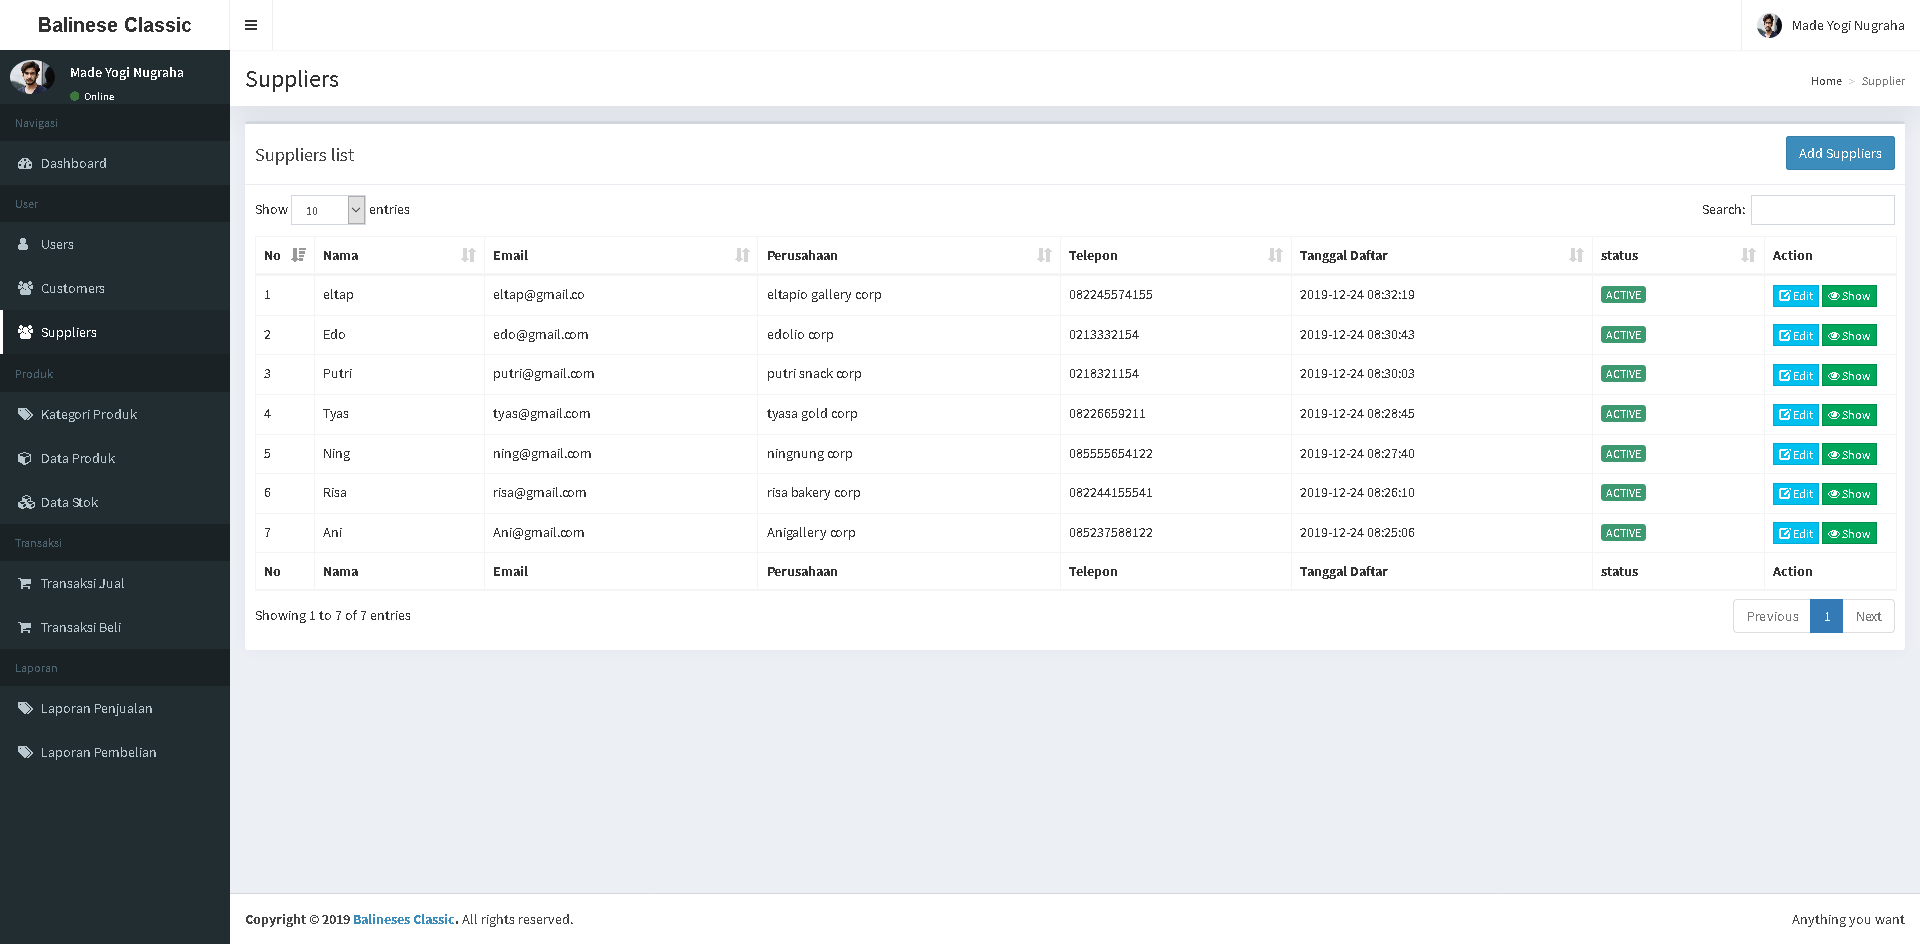 Balinese Classic
Made Yogi Nugraha
Made Yogi Nugraha
Online
Navigasi
Dashboard
User
Users
Customers
Suppliers
Produk
Kategori Produk
Data Produk
Data Stok
Transaksi
Transaksi Jual
Transaksi Beli
Laporan
Laporan Penjualan
Laporan Pembelian
Suppliers
Home > Supplier
Suppliers list
Add Suppliers
Show 10 entries
Search:
No Nama Email Perusahaan Telepon Tanggal Daftar status Action
1 eltap eltap@gmail.co eltapio gallery corp 082245574155 2019-12-24 08:32:19 ACTIVE Edit Show
2 Edo edo@gmail.com edolio corp 0213332154 2019-12-24 08:30:43 ACTIVE Edit Show
3 Putri putri@gmail.com putri snack corp 0218321154 2019-12-24 08:30:03 ACTIVE Edit Show
4 Tyas tyas@gmail.com tyasa gold corp 08226659211 2019-12-24 08:28:45 ACTIVE Edit Show
5 Ning ning@gmail.com ningnung corp 085555654122 2019-12-24 08:27:40 ACTIVE Edit Show
6 Risa risa@gmail.com risa bakery corp 082244155541 2019-12-24 08:26:10 ACTIVE Edit Show
7 Ani Ani@gmail.com Anigallery corp 085237588122 2019-12-24 08:25:06 ACTIVE Edit Show
No Nama Email Perusahaan Telepon Tanggal Daftar status Action
Showing 1 to 7 of 7 entries
Previous 1 Next
Copyright © 2019 Balineses Classic. All rights reserved.
Anything you want